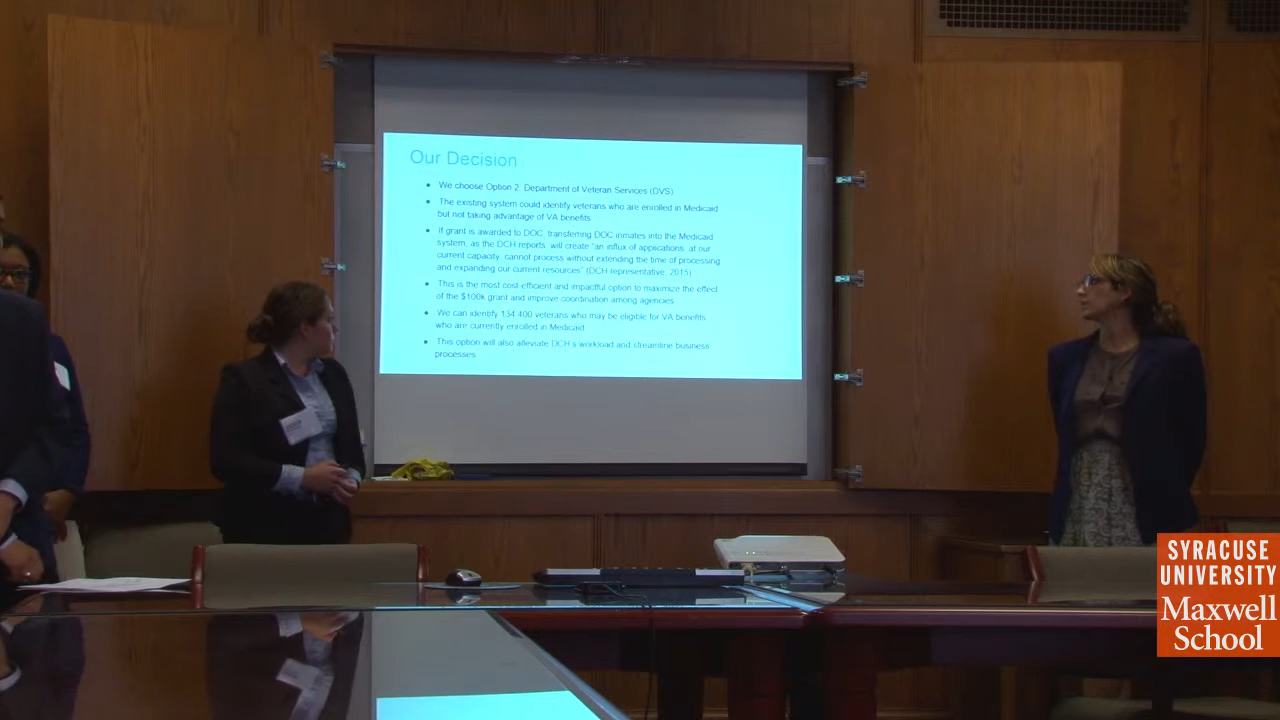 Our Decision
We choose Option 2: Department of Veteran Services (DVS)
The existing system could identify veterans who are enrolled in Medicaid
but not taking advantage of VA benefits
If grant is awarded to DOC, transferring DOC inmates into the Medicaid
system, as the DCH reports, will create "an influx of applications, at our
current capacity, cannot process without extending the time of processing
and expanding our current resources" (DCH representative, 2015)
This is the most cost-efficient and impactful option to maximize the effect
of the $100k grant and improve coordination among agencies
We can identify 134,400 veterans who may be eligible for VA benefits
who are currently enrolled in Medicaid
This option will also alleviate DCH's workload and streamline business
processes
SYRACUSE
UNIVERSITY
Maxwell
School